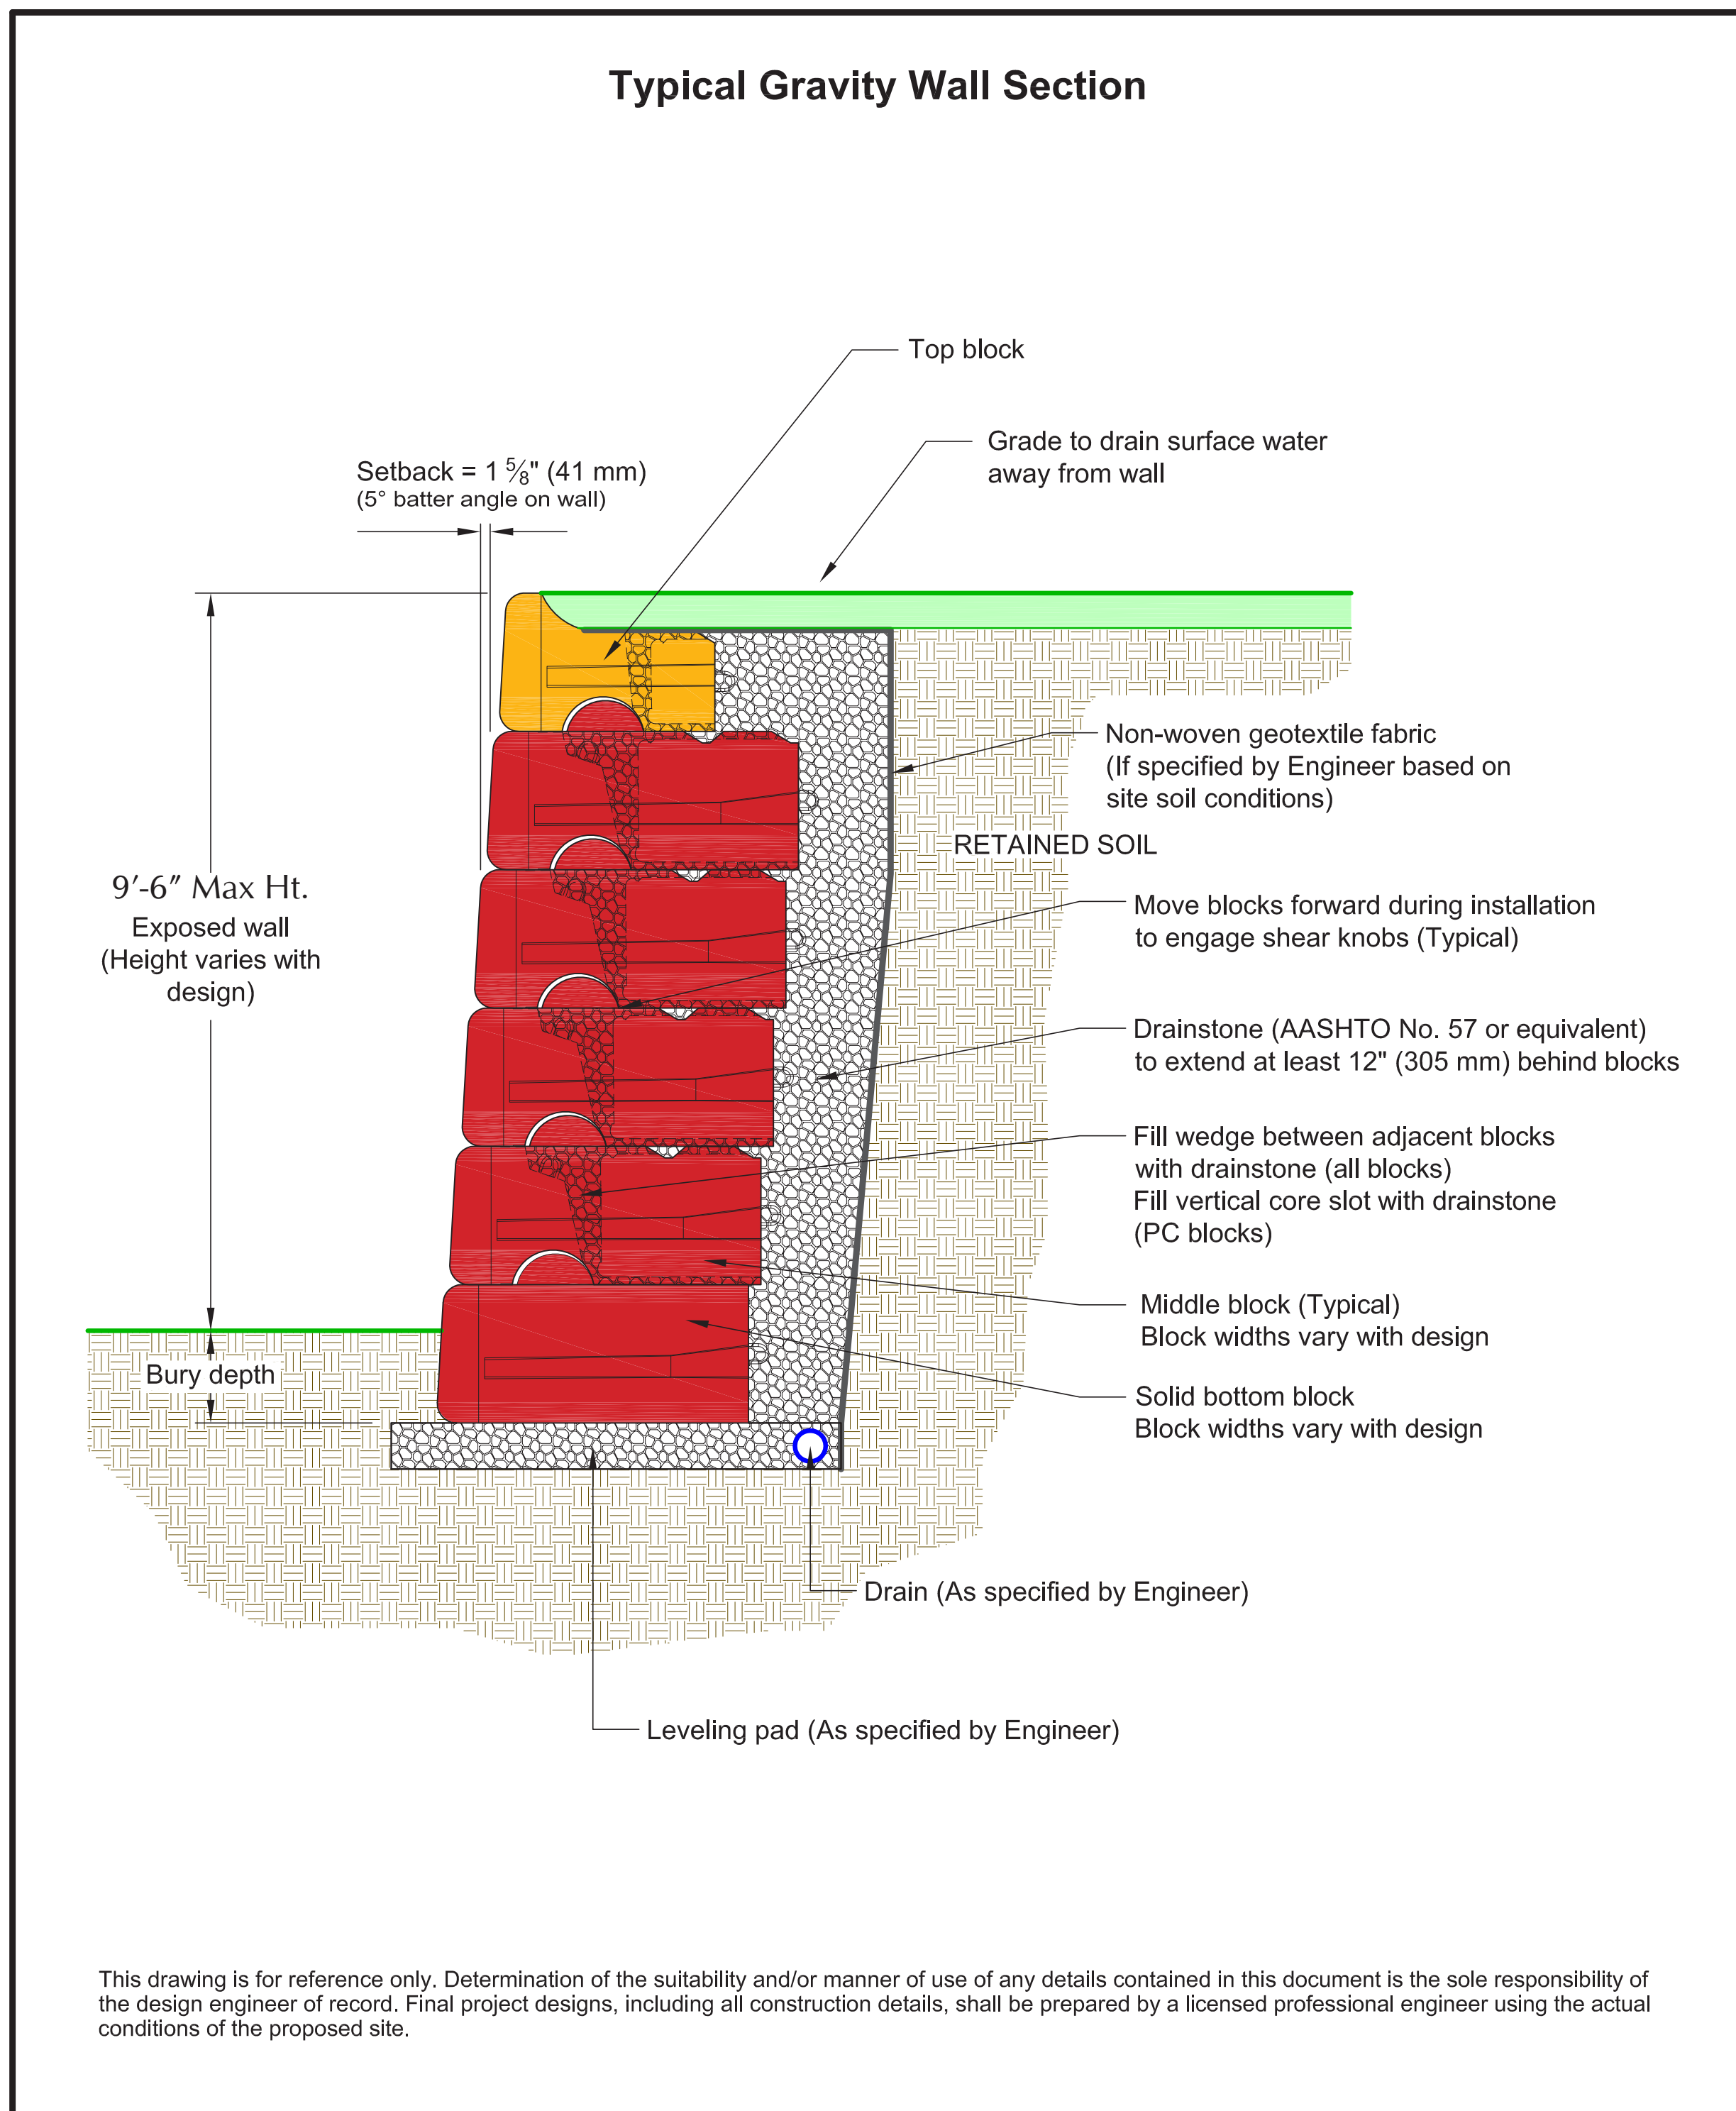 Typical Gravity Wall Section
Top block
Grade to drain surface water
away from wall
Setback = 1 5⁄8" (41 mm)
(5° batter angle on wall)
Non-woven geotextile fabric
(If specified by Engineer based on
site soil conditions)
RETAINED SOIL
9′-6″ Max Ht.
Exposed wall
(Height varies with
design)
Move blocks forward during installation
to engage shear knobs (Typical)
Drainstone (AASHTO No. 57 or equivalent)
to extend at least 12" (305 mm) behind blocks
Fill wedge between adjacent blocks
with drainstone (all blocks)
Fill vertical core slot with drainstone
(PC blocks)
Middle block (Typical)
Block widths vary with design
Bury depth
Solid bottom block
Block widths vary with design
Drain (As specified by Engineer)
Leveling pad (As specified by Engineer)
This drawing is for reference only. Determination of the suitability and/or manner of use of any details contained in this document is the sole responsibility of
the design engineer of record. Final project designs, including all construction details, shall be prepared by a licensed professional engineer using the actual
conditions of the proposed site.